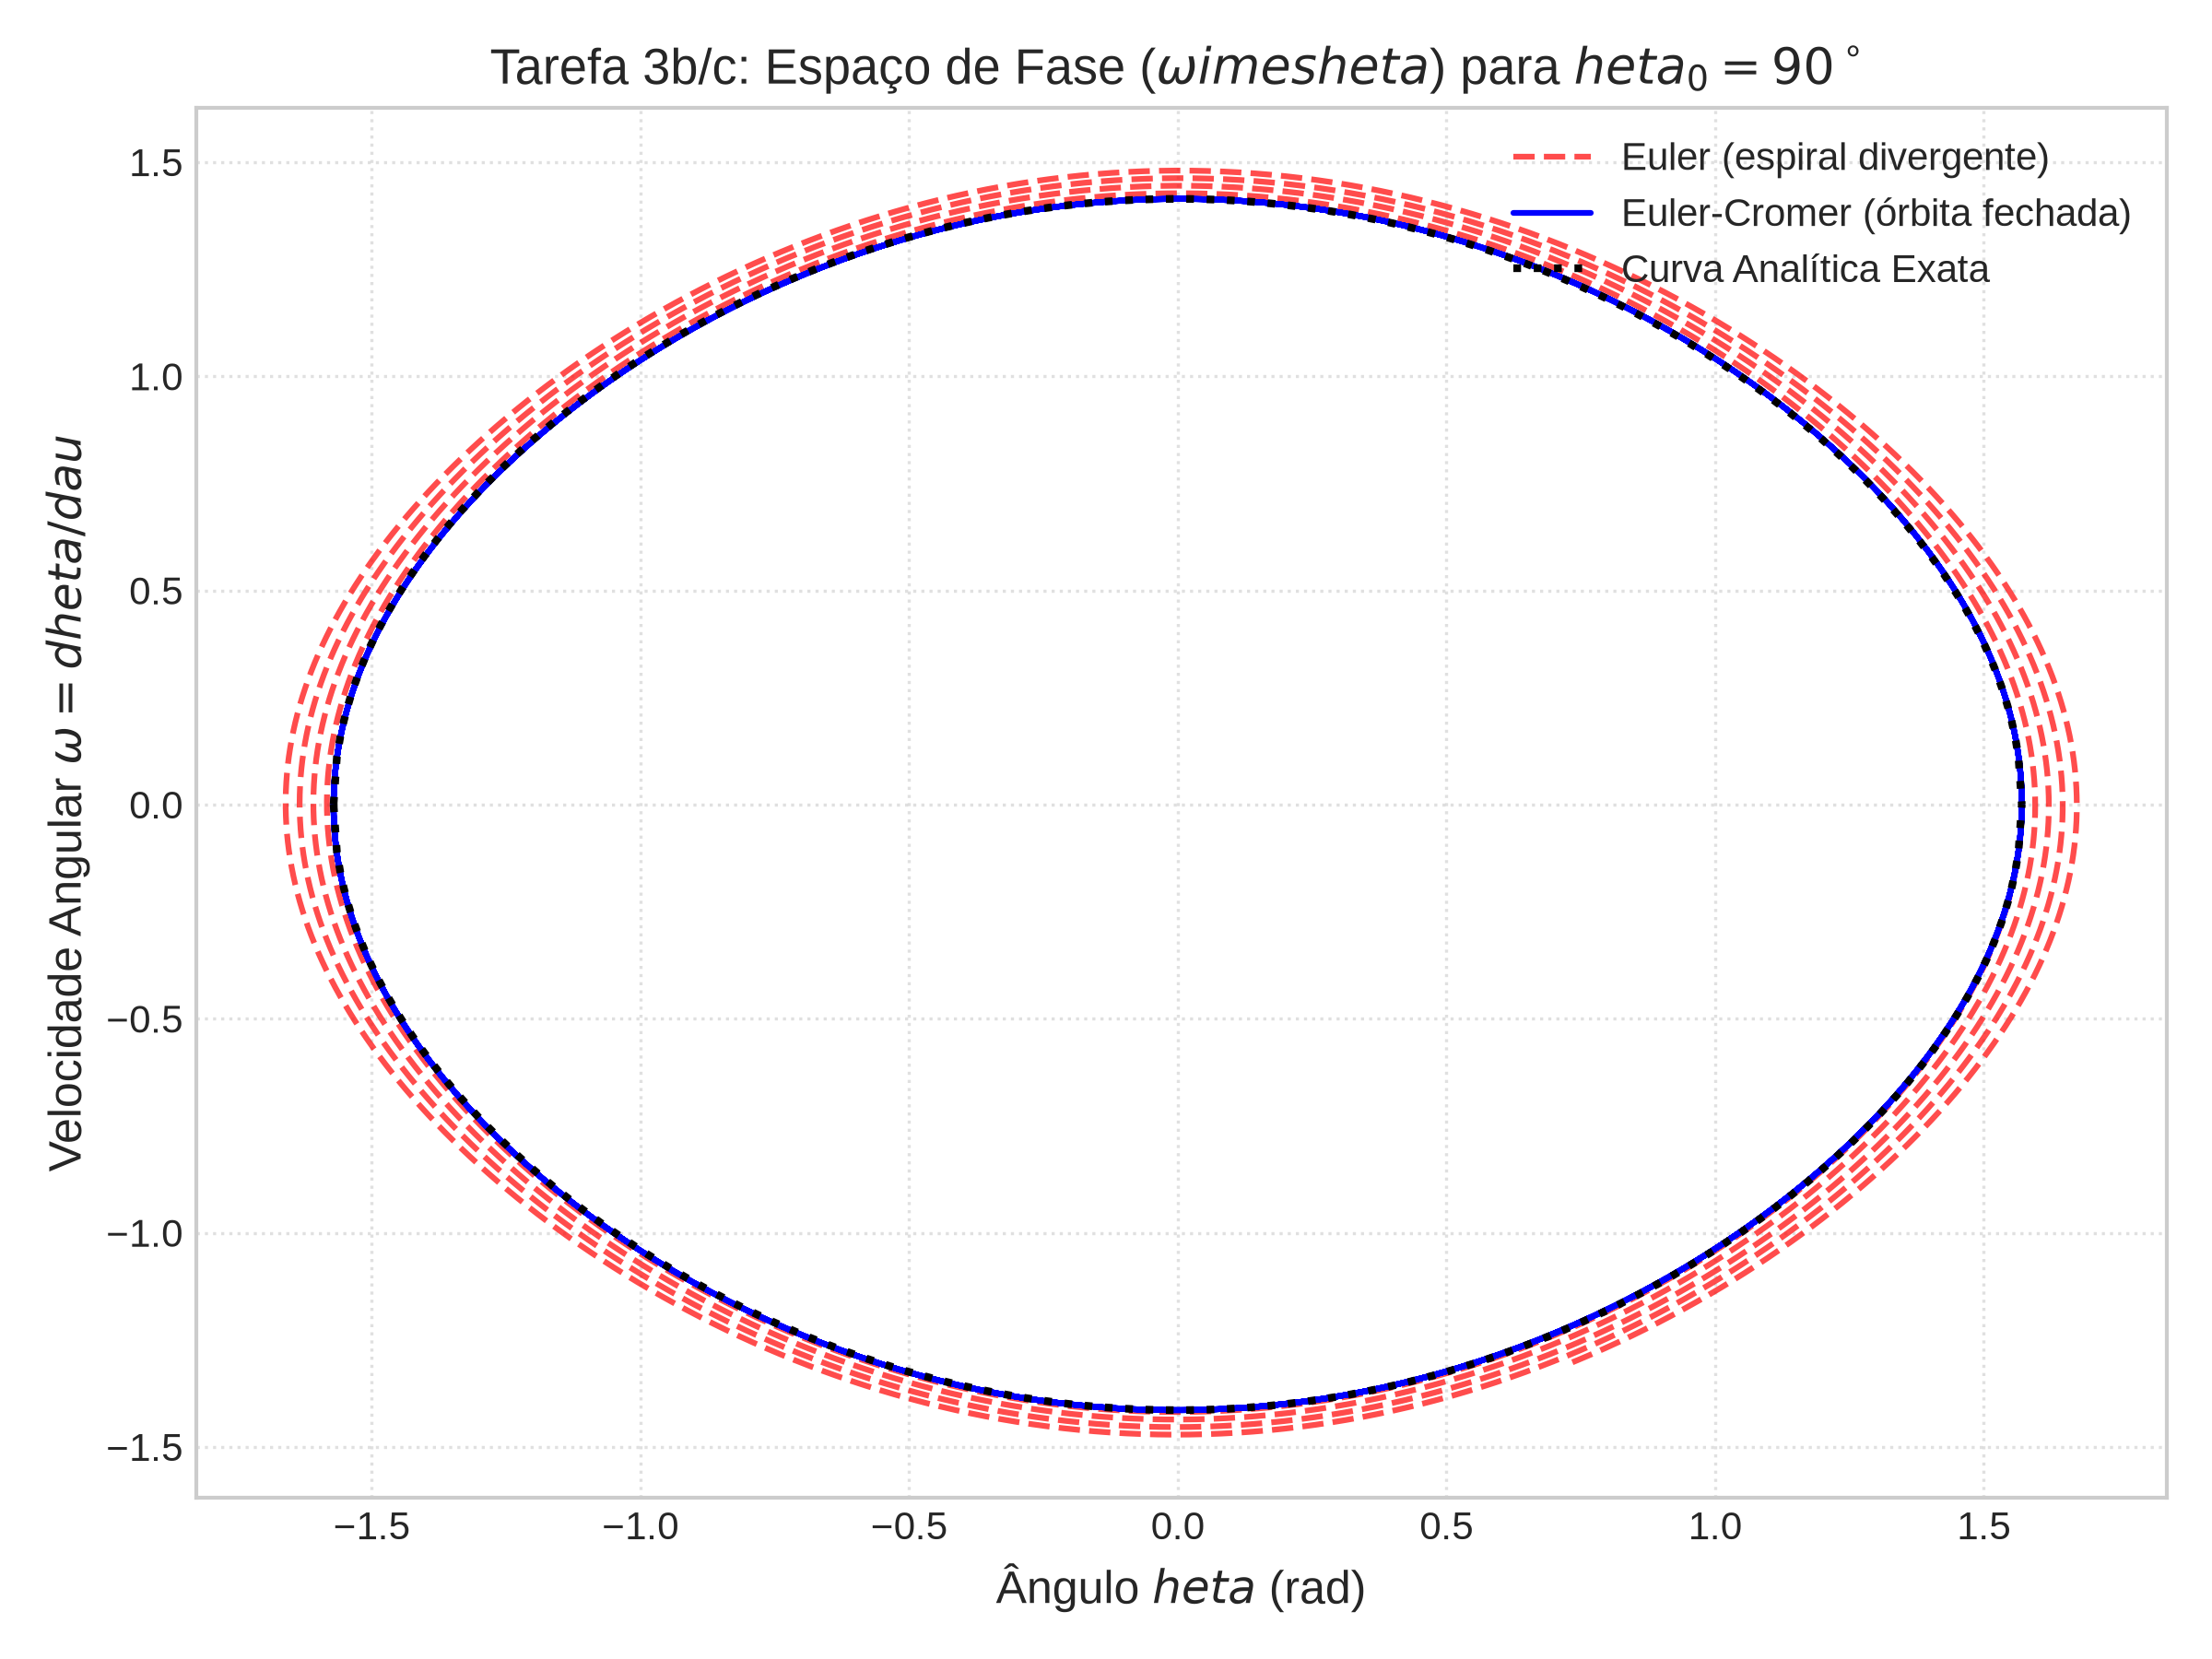 Tarefa 3b/c: Espaço de Fase (ωimesheta) para heta₀ = 90°
Euler (espiral divergente)
Euler-Cromer (órbita fechada)
Curva Analítica Exata
Velocidade Angular ω = dheta/dau
1.5
1.0
0.5
0.0
−0.5
−1.0
−1.5
−1.5 −1.0 −0.5 0.0 0.5 1.0 1.5
Ângulo heta (rad)